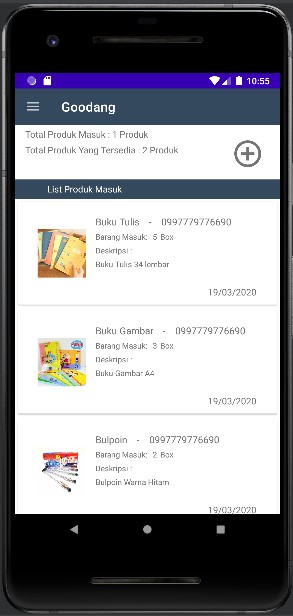 10:55
Goodang
Total Produk Masuk : 1 Produk
Total Produk Yang Tersedia : 2 Produk
List Produk Masuk
Buku Tulis - 0997779776690
Barang Masuk: 5 Box
Deskripsi :
Buku Tulis 34 lembar
19/03/2020
Buku Gambar - 0997779776690
Barang Masuk: 3 Box
Deskripsi :
Buku Gambar A4
19/03/2020
Bulpoin - 0997779776690
Barang Masuk: 2 Box
Deskripsi :
Bulpoin Warna Hitam
19/03/2020